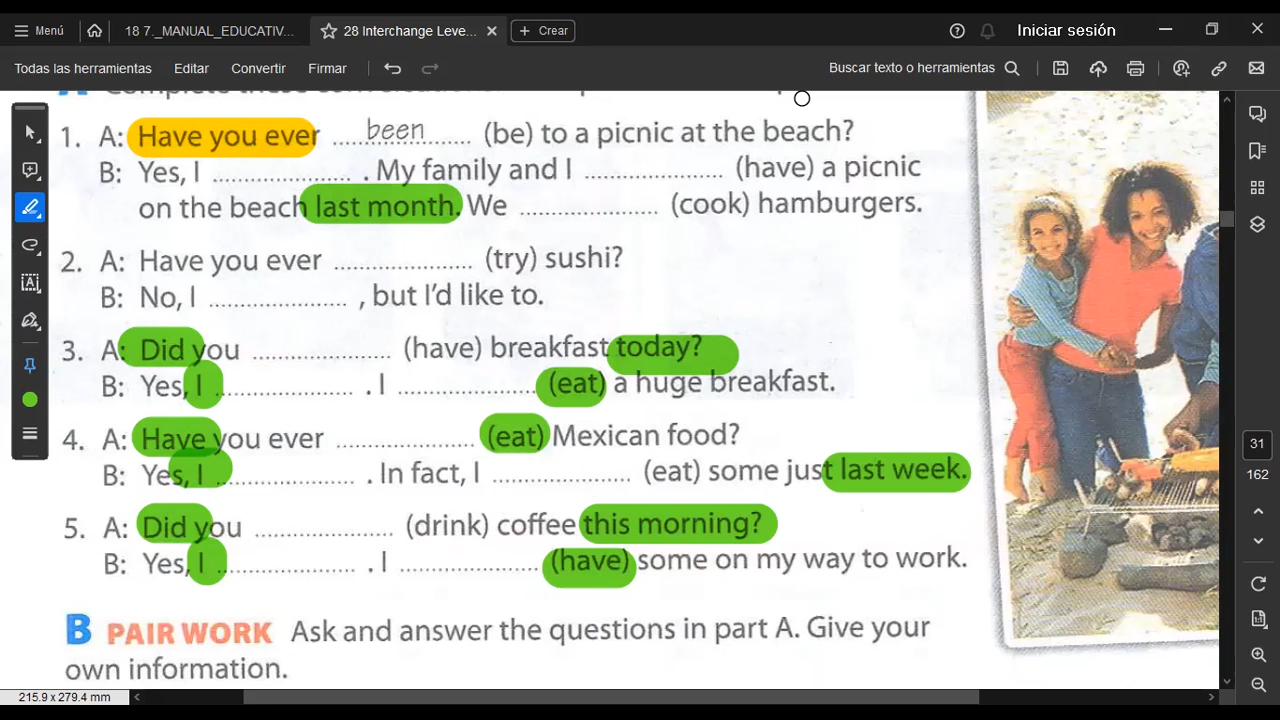 Menú
18 7._MANUAL_EDUCATIV...
28 Interchange Leve...
Crear
Iniciar sesión
Todas las herramientas
Editar
Convertir
Firmar
Buscar texto o herramientas
A Complete these conversations
1. A: Have you ever been (be) to a picnic at the beach?
B: Yes, I .................... . My family and I .................... (have) a picnic
on the beach last month. We .................... (cook) hamburgers.
2. A: Have you ever .................... (try) sushi?
B: No, I .................... , but I'd like to.
3. A: Did you .................... (have) breakfast today?
B: Yes, I .................... . I .................... (eat) a huge breakfast.
4. A: Have you ever .................... (eat) Mexican food?
B: Yes, I .................... . In fact, I .................... (eat) some just last week.
5. A: Did you .................... (drink) coffee this morning?
B: Yes, I .................... . I .................... (have) some on my way to work.
B PAIR WORK Ask and answer the questions in part A. Give your
own information.
31
162
215.9 x 279.4 mm